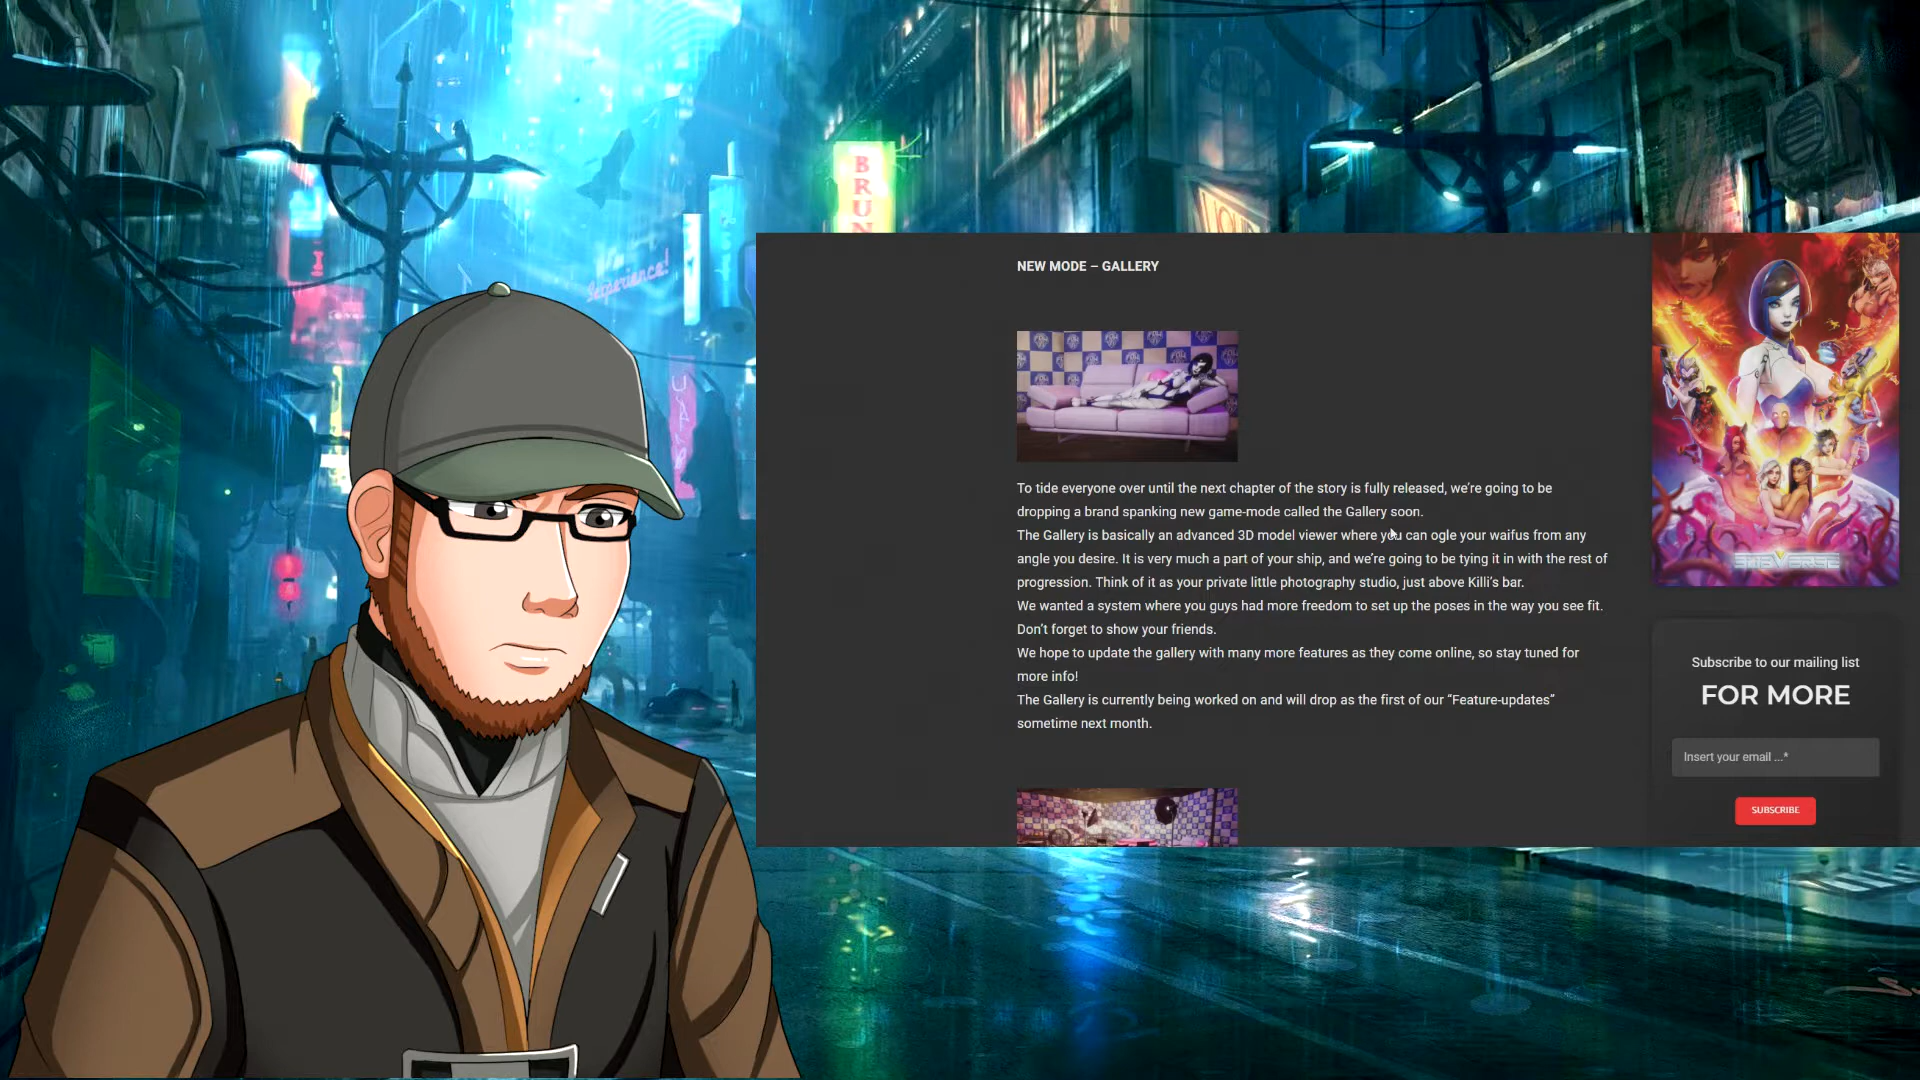 BRUN
Experience!
NEW MODE – GALLERY
To tide everyone over until the next chapter of the story is fully released, we’re going to be
dropping a brand spanking new game-mode called the Gallery soon.
The Gallery is basically an advanced 3D model viewer where you can ogle your waifus from any
angle you desire. It is very much a part of your ship, and we’re going to be tying it in with the rest of
progression. Think of it as your private little photography studio, just above Killi’s bar.
We wanted a system where you guys had more freedom to set up the poses in the way you see fit.
Don’t forget to show your friends.
We hope to update the gallery with many more features as they come online, so stay tuned for
more info!
The Gallery is currently being worked on and will drop as the first of our “Feature-updates”
sometime next month.
Subscribe to our mailing list
FOR MORE
Insert your email ...*
SUBSCRIBE